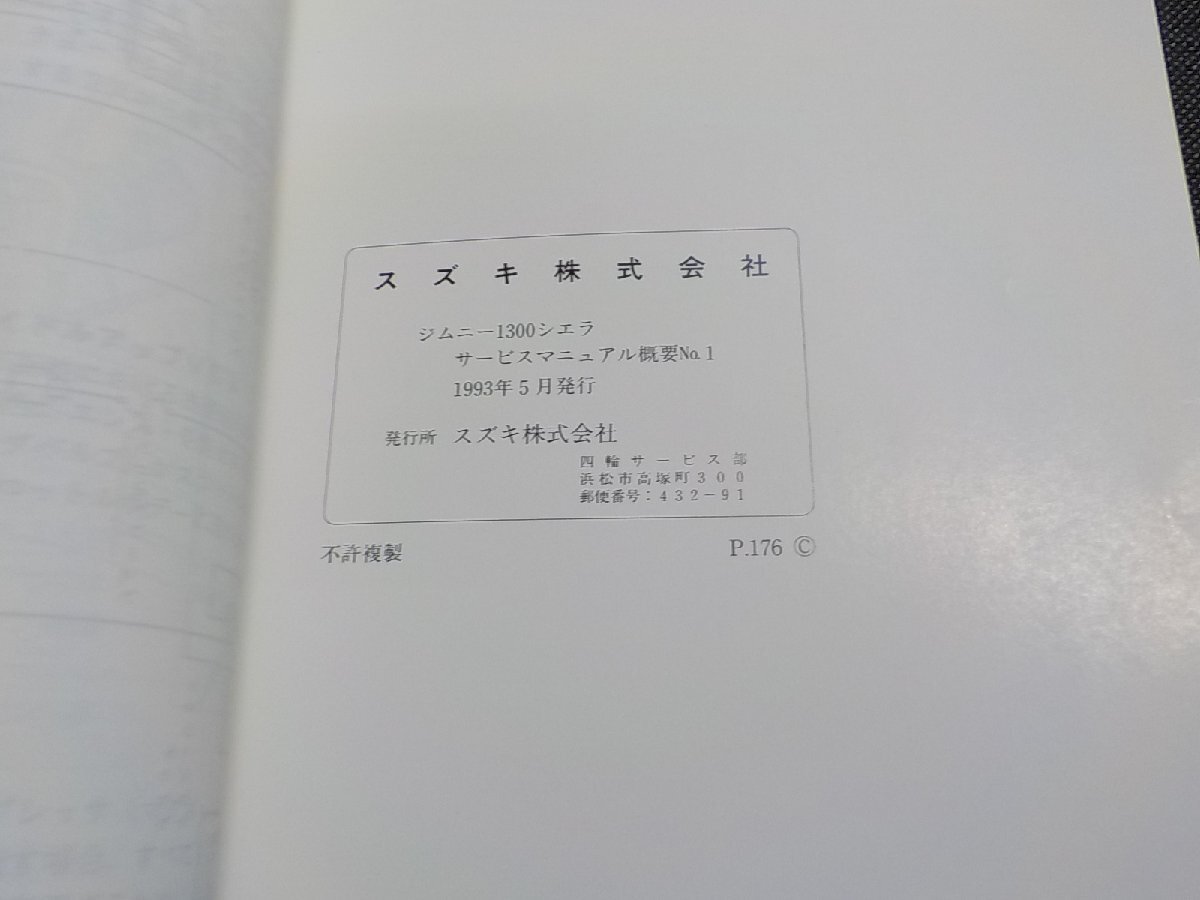 スズキ株式会社
ジムニー1300シエラ
サービスマニュアル概要No.1
1993年5月発行
発行所 スズキ株式会社
四輪サービス部
浜松市高塚町300
郵便番号：432－91
不許複製 P.176 ©